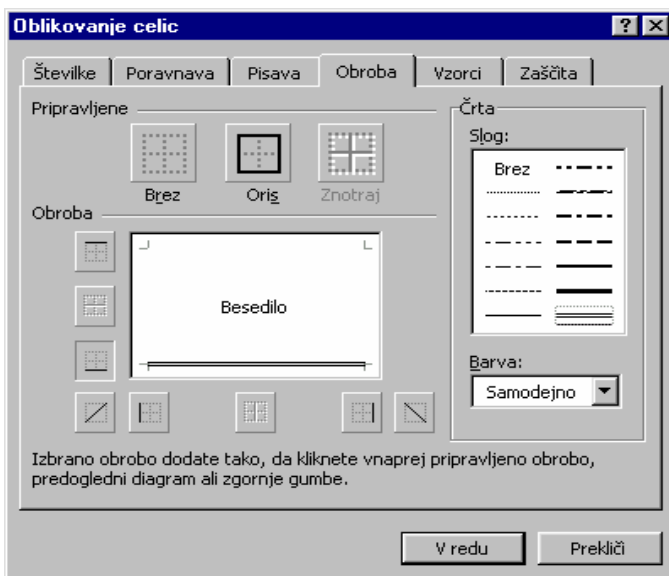 Oblikovanje celic
Številke Poravnava Pisava Obroba Vzorci Zaščita
Pripravljene
Brez Oris Znotraj
Obroba
Besedilo
Črta
Slog:
Brez
Barva:
Samodejno
Izbrano obrobo dodate tako, da kliknete vnaprej pripravljeno obrobo,
predogledni diagram ali zgornje gumbe.
V redu Prekliči